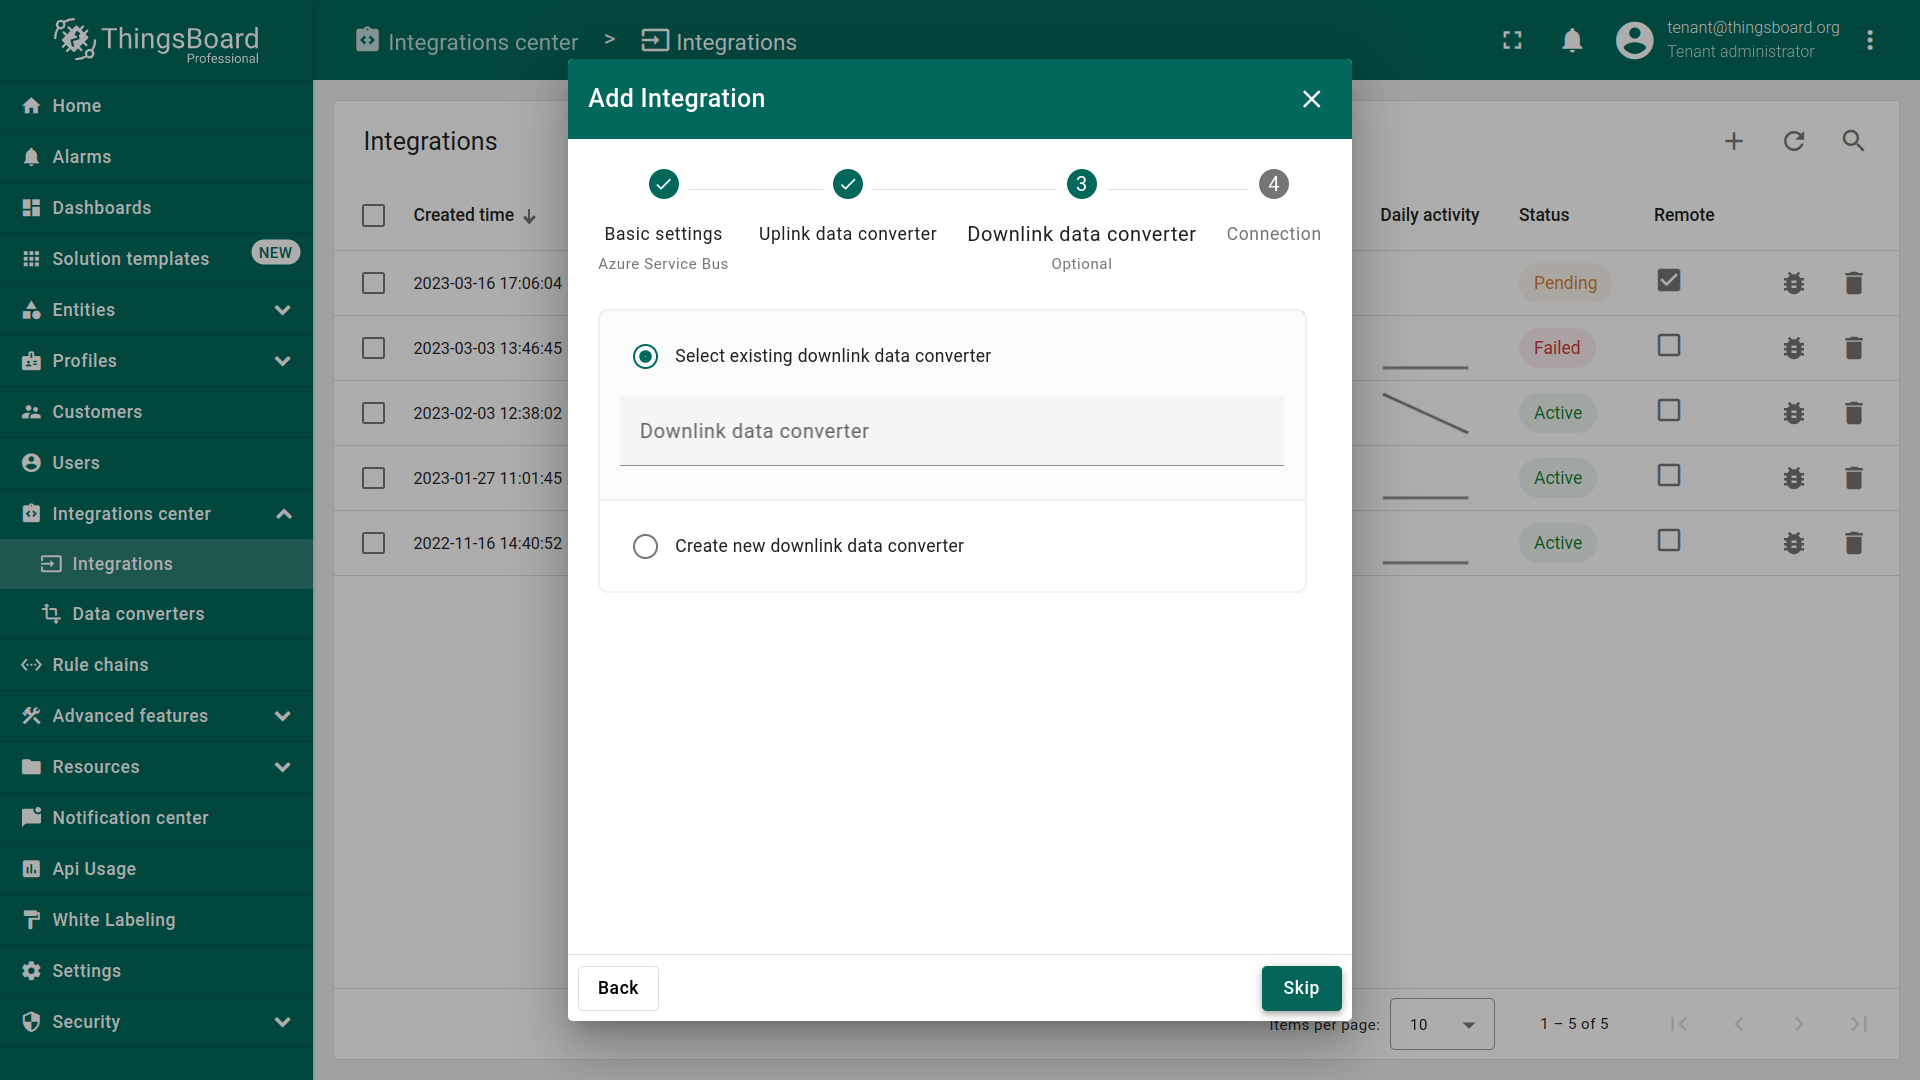 ThingsBoard
Professional
Integrations center > Integrations
tenant@thingsboard.org
Tenant administrator
Home
Alarms
Dashboards
Solution templates NEW
Entities
Profiles
Customers
Users
Integrations center
Integrations
Data converters
Rule chains
Advanced features
Resources
Notification center
Api Usage
White Labeling
Settings
Security
Integrations
Created time
Daily activity
Status
Remote
2023-03-16 17:06:04
Pending
2023-03-03 13:46:45
Failed
2023-02-03 12:38:02
Active
2023-01-27 11:01:45
Active
2022-11-16 14:40:52
Active
Items per page: 10
1 – 5 of 5
Add Integration
3
4
Basic settings
Azure Service Bus
Uplink data converter
Downlink data converter
Optional
Connection
Select existing downlink data converter
Downlink data converter
Create new downlink data converter
Back
Skip